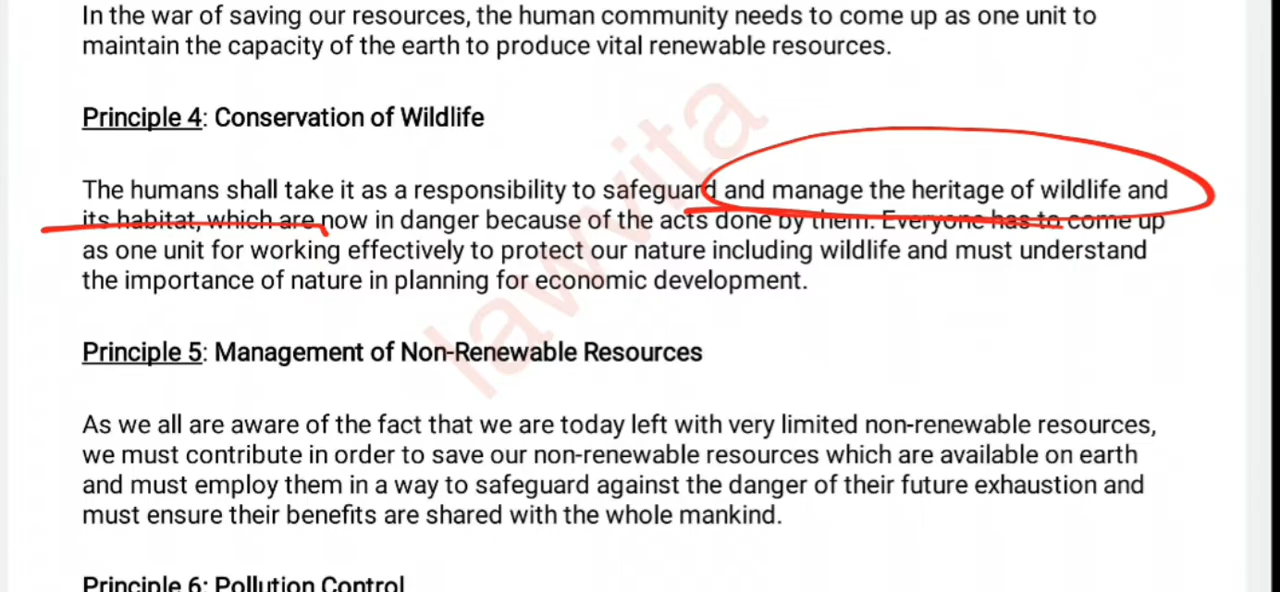 In the war of saving our resources, the human community needs to come up as one unit to
maintain the capacity of the earth to produce vital renewable resources.
Principle 4: Conservation of Wildlife
The humans shall take it as a responsibility to safeguard and manage the heritage of wildlife and
its habitat, which are now in danger because of the acts done by them. Everyone has to come up
as one unit for working effectively to protect our nature including wildlife and must understand
the importance of nature in planning for economic development.
lawvita
Principle 5: Management of Non-Renewable Resources
As we all are aware of the fact that we are today left with very limited non-renewable resources,
we must contribute in order to save our non-renewable resources which are available on earth
and must employ them in a way to safeguard against the danger of their future exhaustion and
must ensure their benefits are shared with the whole mankind.
Principle 6: Pollution Control